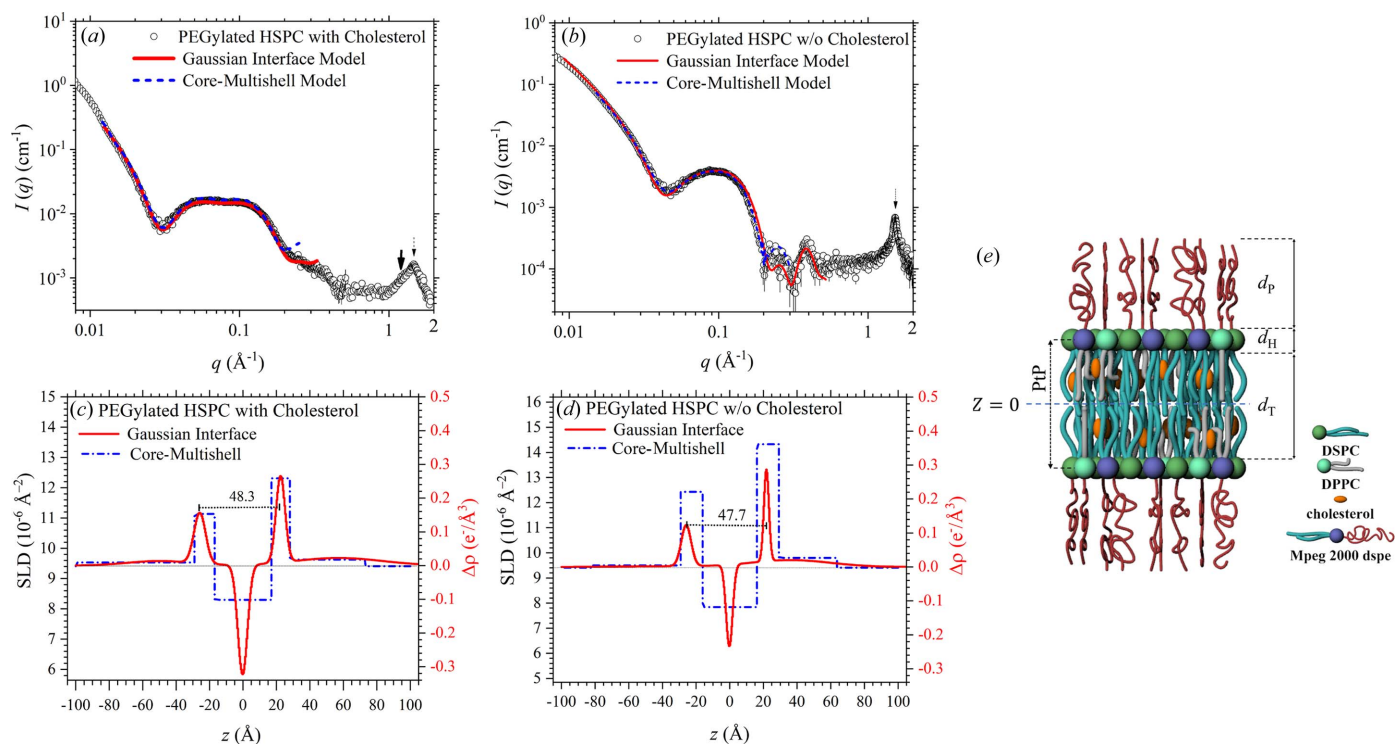 (a)
PEGylated HSPC with Cholesterol
Gaussian Interface Model
Core-Multishell Model
I (q) (cm⁻¹)
10¹
10⁰
10⁻¹
10⁻²
10⁻³
0.01
0.1
1
2
q (Å⁻¹)
(b)
PEGylated HSPC w/o Cholesterol
Gaussian Interface Model
Core-Multishell Model
I (q) (cm⁻¹)
10⁰
10⁻¹
10⁻²
10⁻³
10⁻⁴
0.01
0.1
1
2
q (Å⁻¹)
(c) PEGylated HSPC with Cholesterol
Gaussian Interface
Core-Multishell
48.3
SLD (10⁻⁶ Å⁻²)
15
14
13
12
11
10
9
8
7
6
0.5
0.4
0.3
0.2
0.1
0.0
-0.1
-0.2
-0.3
Δρ (e⁻/Å³)
-100 -80 -60 -40 -20 0 20 40 60 80 100
z (Å)
(d) PEGylated HSPC w/o Cholesterol
Gaussian Interface
Core-Multishell
47.7
SLD (10⁻⁶ Å⁻²)
16
15
14
13
12
11
10
9
8
7
6
5
0.5
0.4
0.3
0.2
0.1
0.0
-0.1
-0.2
-0.3
Δρ (e⁻/Å³)
-100 -80 -60 -40 -20 0 20 40 60 80 100
z (Å)
(e)
dP
dH
PtP
Z = 0
dT
DSPC
DPPC
cholesterol
Mpeg 2000 dspe